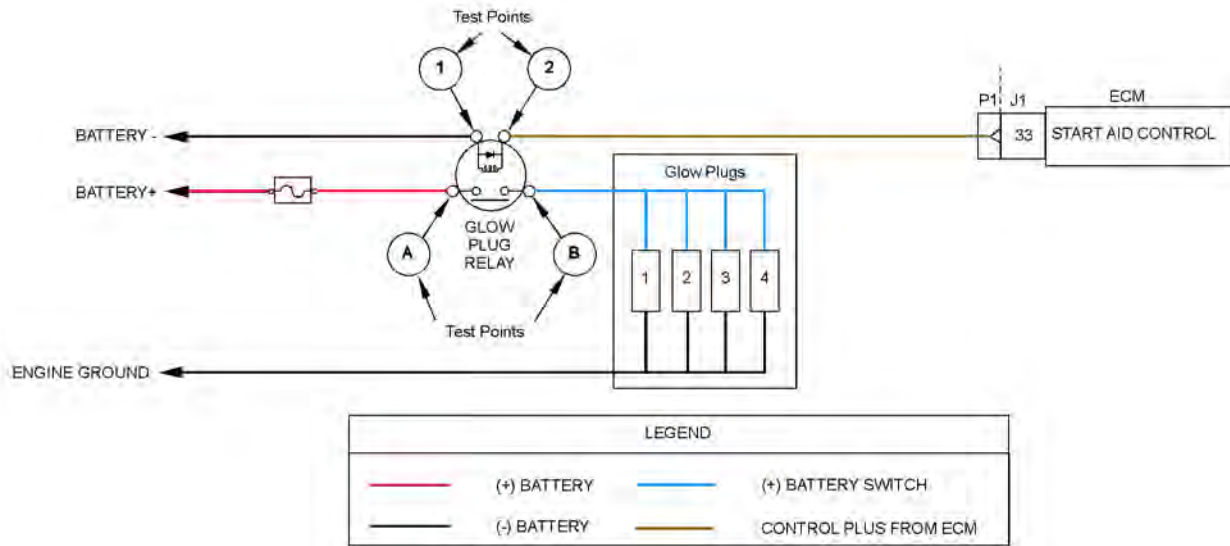 Test Points
1
2
P1
J1
ECM
BATTERY -
33
START AID CONTROL
BATTERY+
Glow Plugs
GLOW
PLUG
RELAY
A
B
1
2
3
4
Test Points
ENGINE GROUND
LEGEND
(+) BATTERY
(+) BATTERY SWITCH
(-) BATTERY
CONTROL PLUS FROM ECM